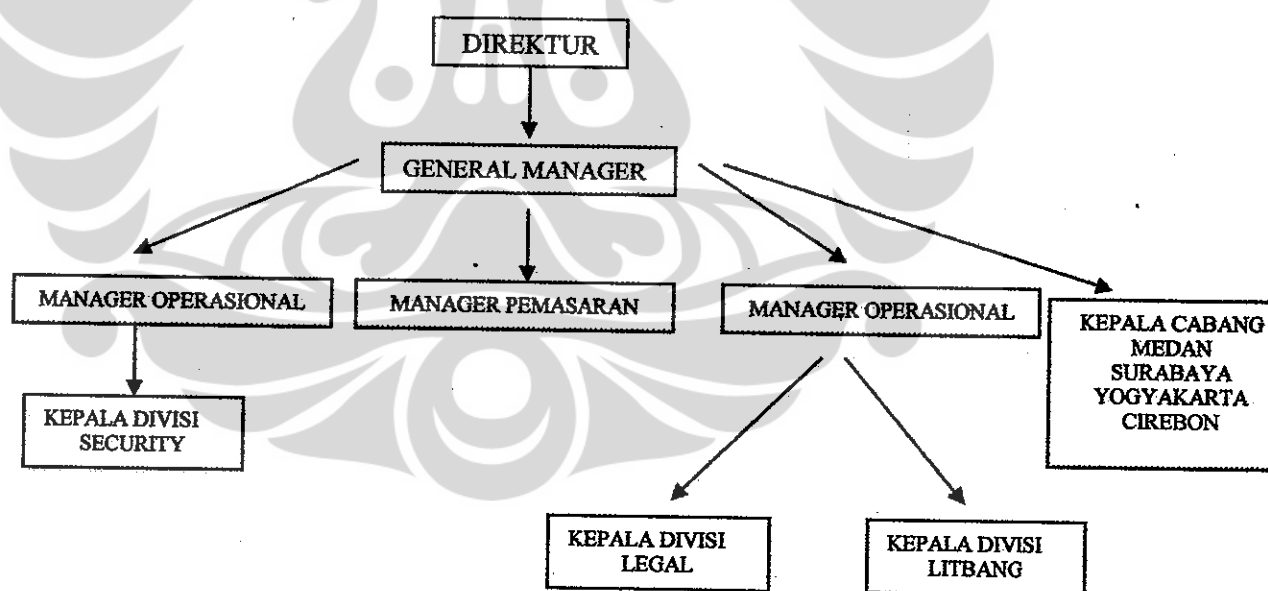 DIREKTUR
GENERAL MANAGER
MANAGER OPERASIONAL
MANAGER PEMASARAN
MANAGER OPERASIONAL
KEPALA CABANG
MEDAN
SURABAYA
YOGYAKARTA
CIREBON
KEPALA DIVISI
SECURITY
KEPALA DIVISI
LEGAL
KEPALA DIVISI
LITBANG